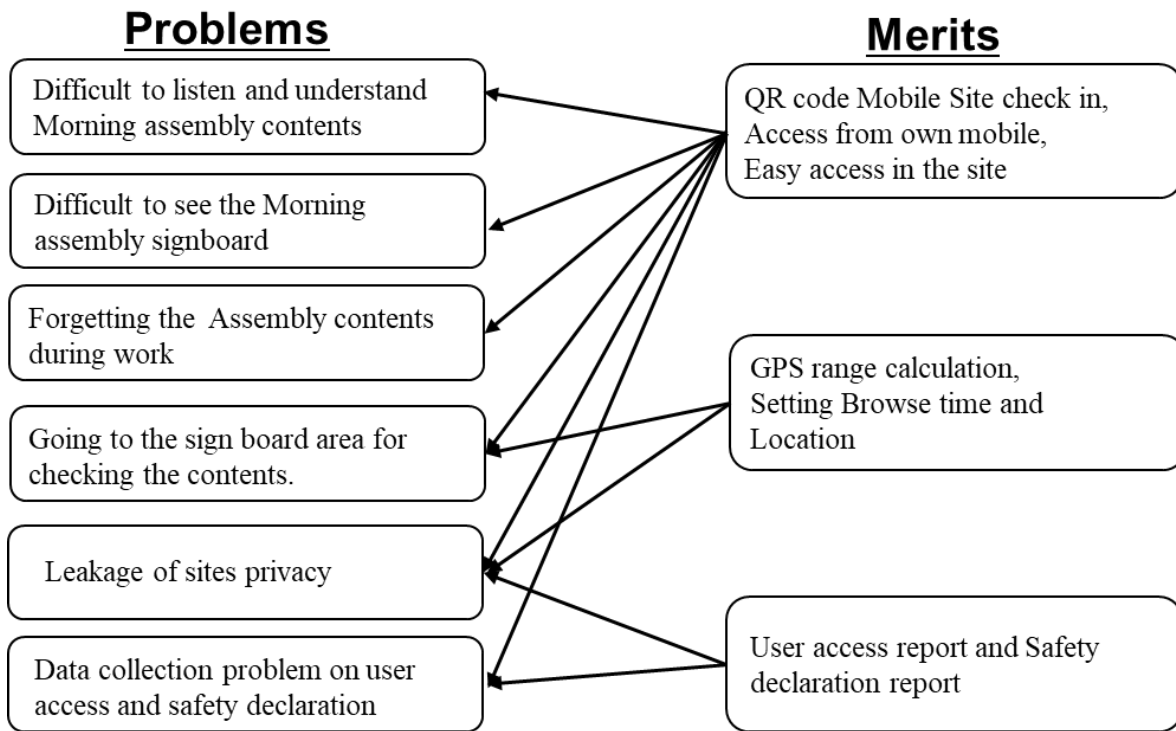 Problems
Difficult to listen and understand
Morning assembly contents
Difficult to see the Morning
assembly signboard
Forgetting the  Assembly contents
during work
Going to the sign board area for
checking the contents.
Leakage of sites privacy
Data collection problem on user
access and safety declaration
Merits
QR code Mobile Site check in,
Access from own mobile,
Easy access in the site
GPS range calculation,
Setting Browse time and
Location
User access report and Safety
declaration report